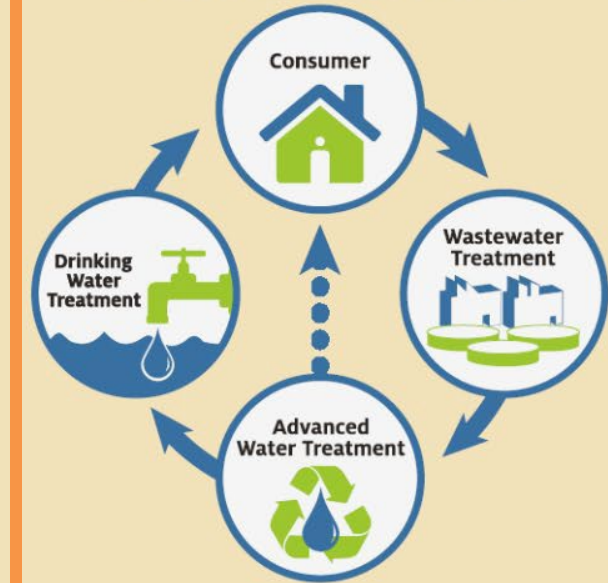 Consumer
Wastewater
Treatment
Drinking
Water
Treatment
Advanced
Water Treatment